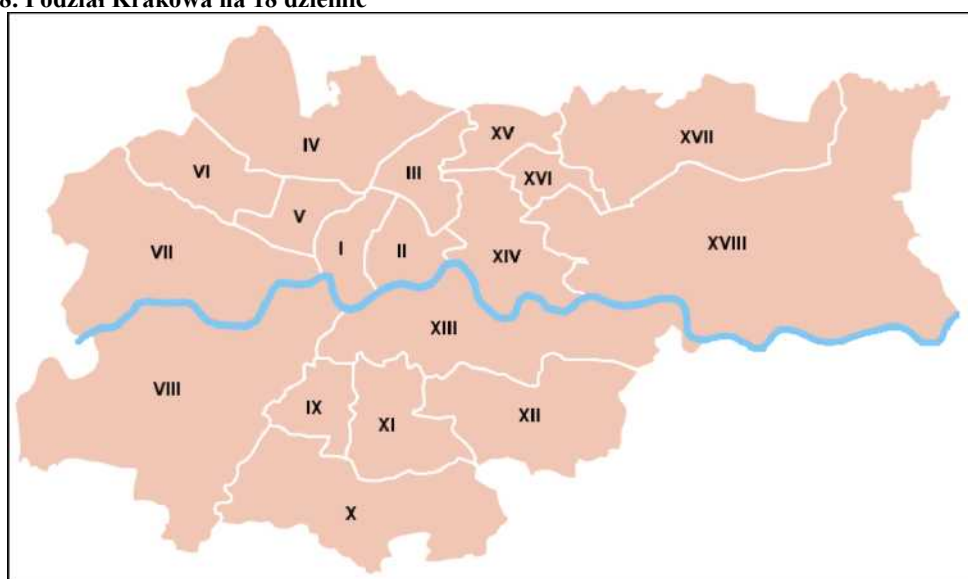 8. Podział Krakowa na 18 dzielnic
IV
XV
XVII
VI
III
XVI
V
VII
I
II
XIV
XVIII
XIII
VIII
IX
XI
XII
X